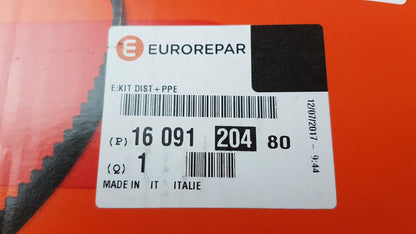 EUROREPAR
E:KIT DIST+PPE
(P) 16 091 204 80
(Q) 1
MADE IN IT ITALIE
12/07/2017 - 9.44